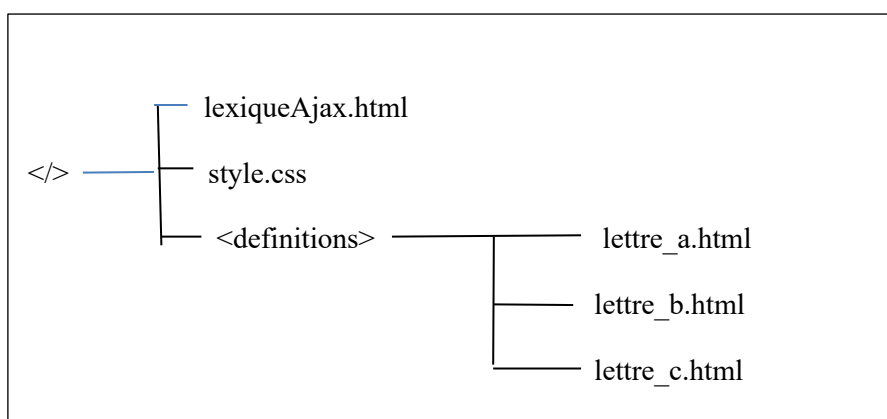 lexiqueAjax.html
</> style.css
<definitions> lettre_a.html
lettre_b.html
lettre_c.html